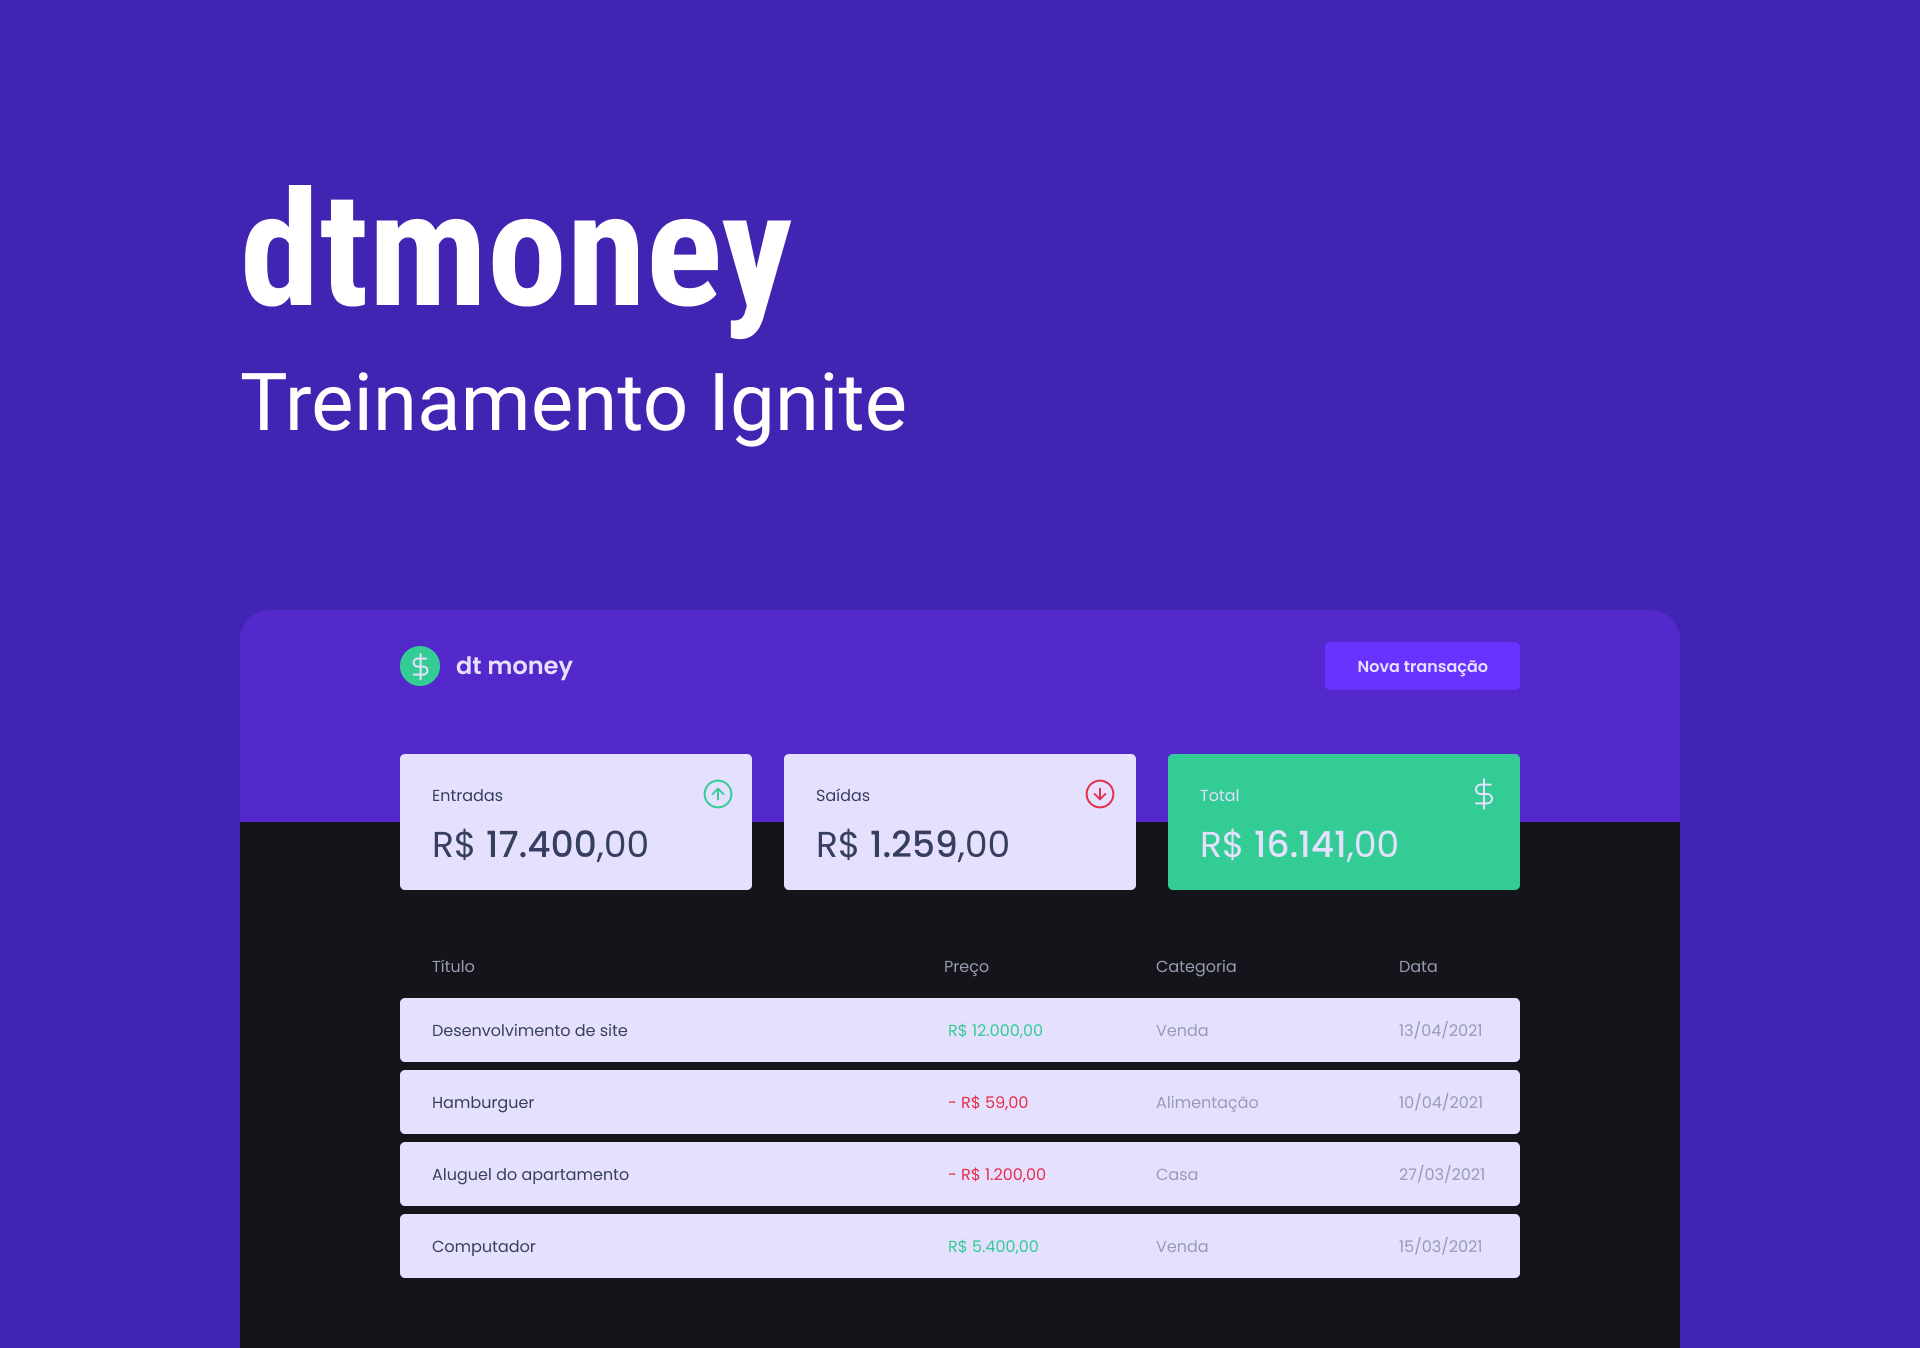 dtmoney
Treinamento Ignite
dt money
Nova transação
Entradas
R$ 17.400,00
Saídas
R$ 1.259,00
Total
R$ 16.141,00
Título Preço Categoria Data
Desenvolvimento de site R$ 12.000,00 Venda 13/04/2021
Hamburguer - R$ 59,00 Alimentação 10/04/2021
Aluguel do apartamento - R$ 1.200,00 Casa 27/03/2021
Computador R$ 5.400,00 Venda 15/03/2021